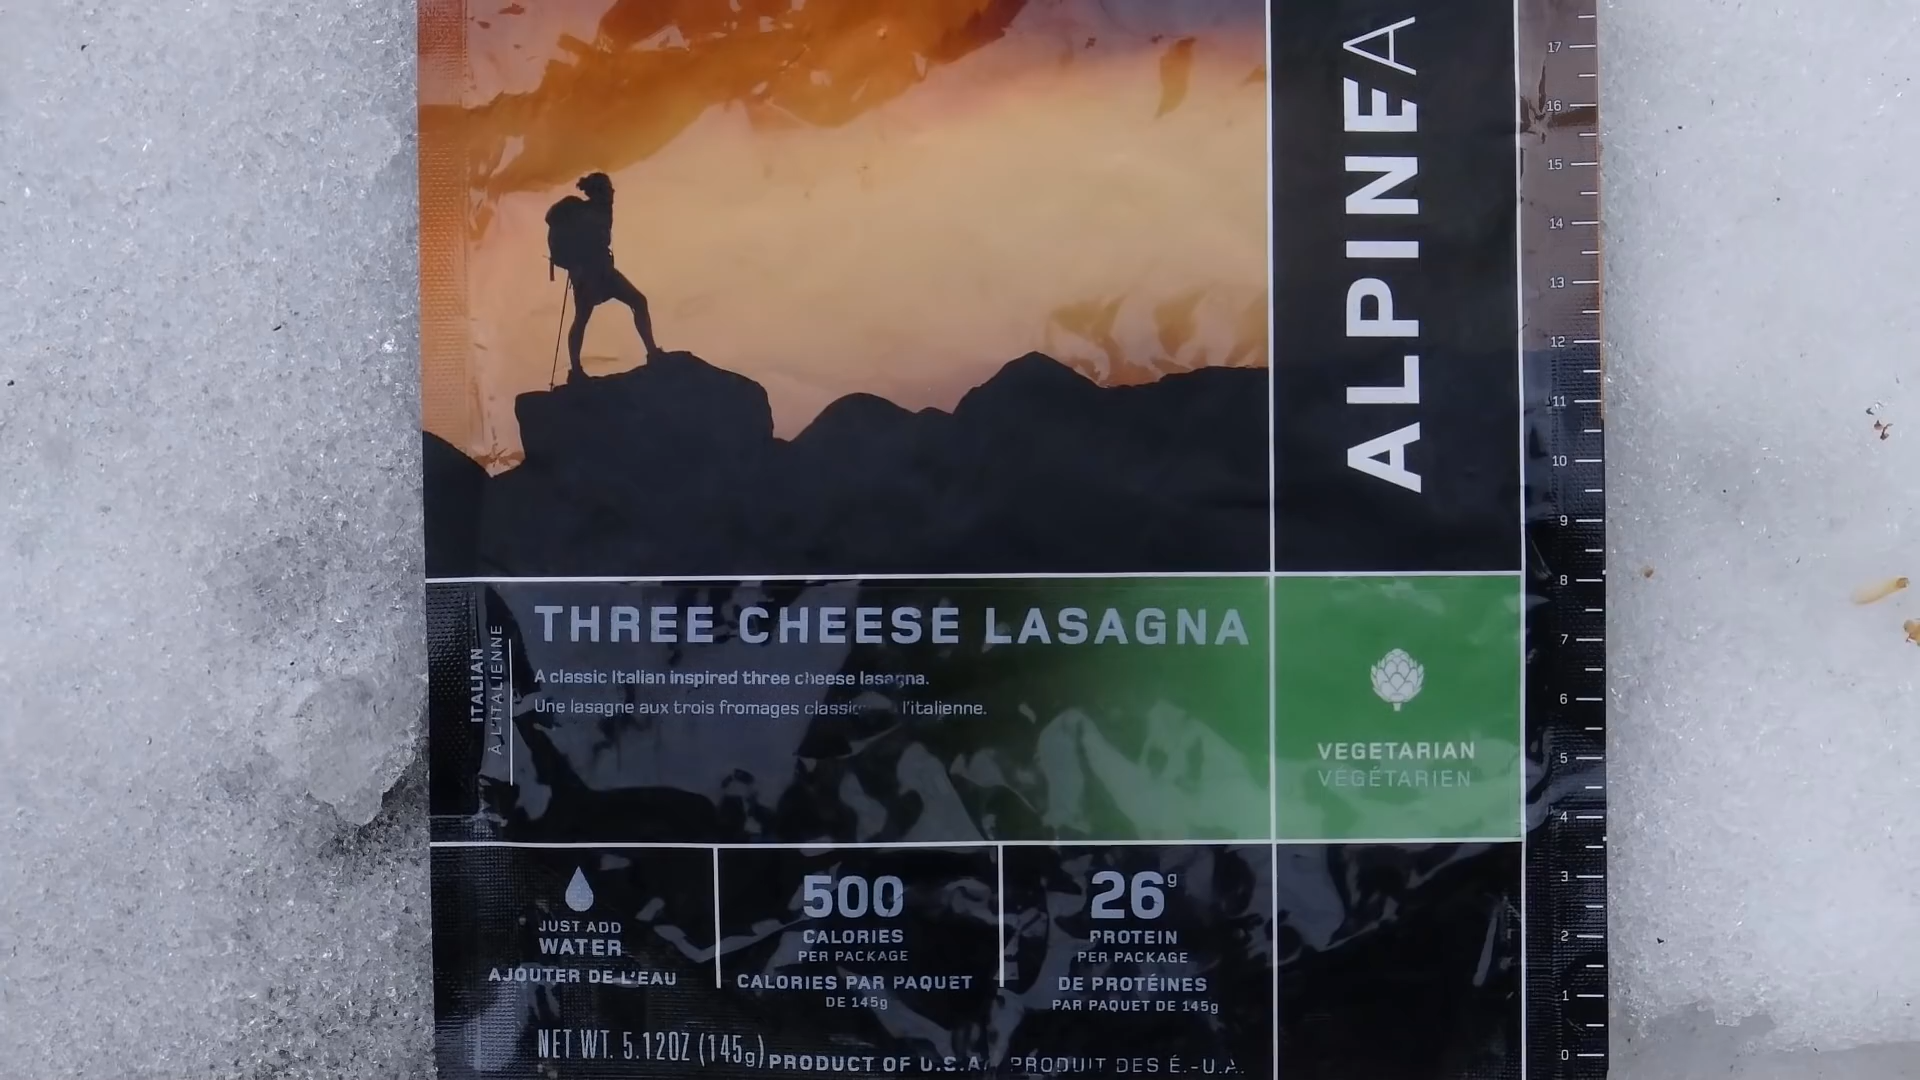 ALPINEA
THREE CHEESE LASAGNA
A classic Italian inspired three cheese lasagna.
Une lasagne aux trois fromages l'italienne.
ITALIAN
À L'ITALIENNE
VEGETARIAN
VÉGÉTARIEN
JUST ADD
WATER
AJOUTER DE L'EAU
500
CALORIES
PER PACKAGE
CALORIES PAR PAQUET
DE 145g
26g
PROTEIN
PER PACKAGE
DE PROTÉINES
PAR PAQUET DE 145g
NET WT. 5.12OZ (145g)
PRODUCT OF U.S.A. PRODUIT DES É.-U.A.
17
16
15
14
13
12
11
10
9
8
7
6
5
4
3
2
1
0